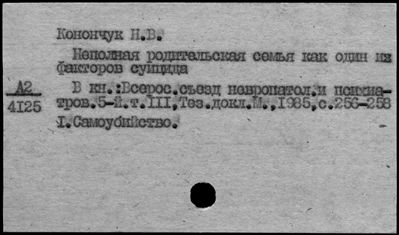 Конончук Н.В.
Неполная родительская семья как один из
факторов суицида
А2
4125
В кн.:Всерос.съезд невропатол.и психиа-
тров.5-й.т.III,Тез.докл.М.,1985,с.256-258
I.Самоубийство.